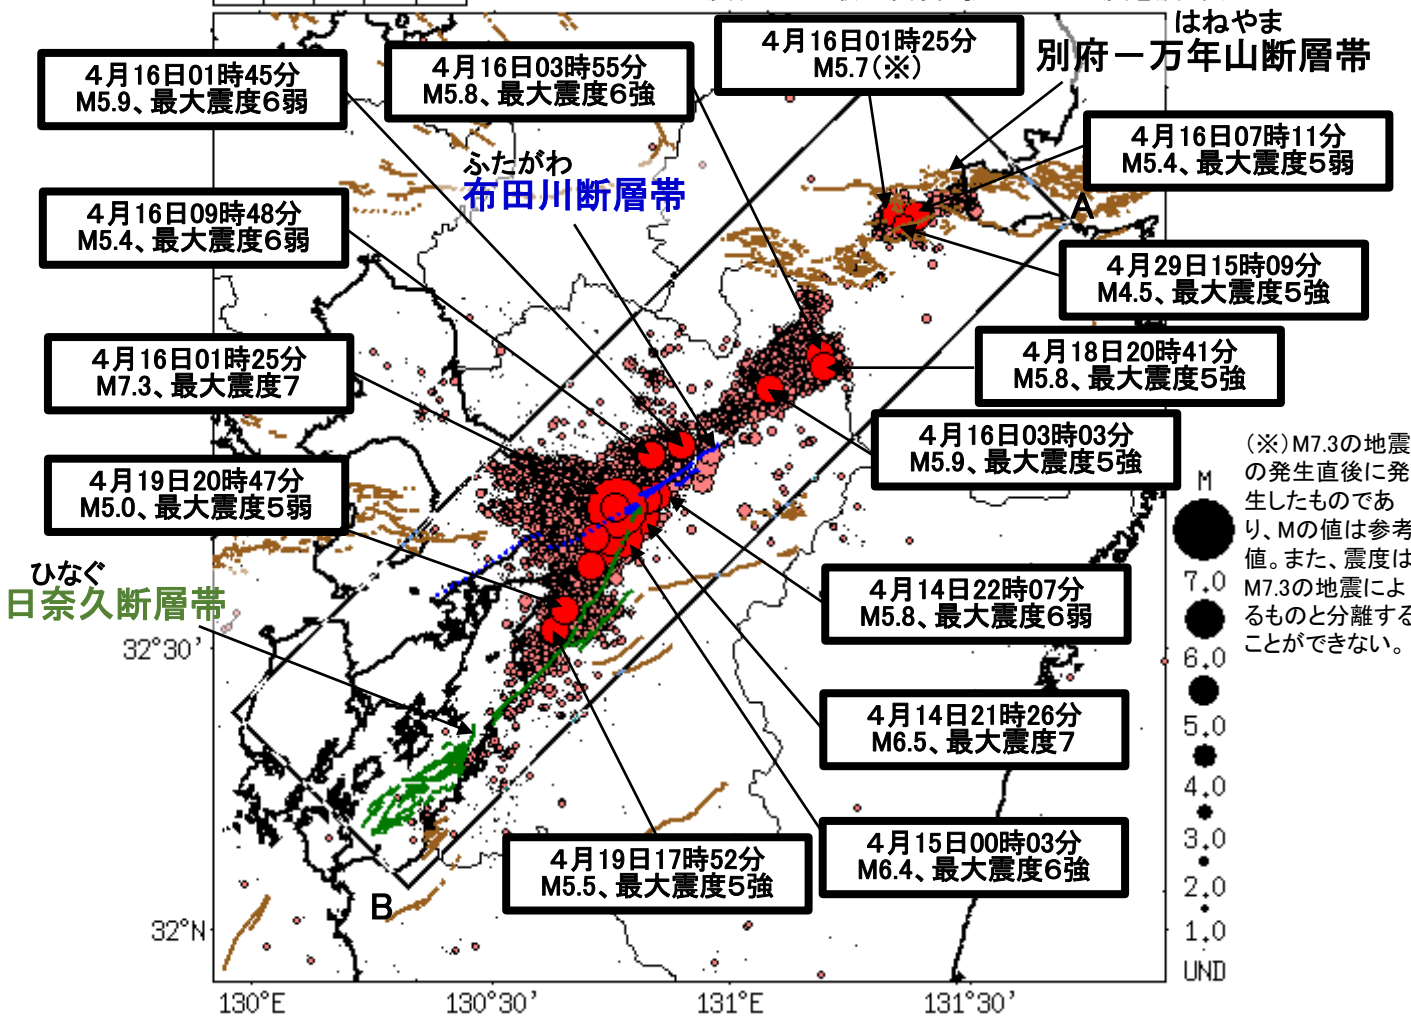 はねやま
別府－万年山断層帯
4月16日01時25分
M5.7(※)
4月16日01時45分
M5.9、最大震度6弱
4月16日03時55分
M5.8、最大震度6強
4月16日07時11分
M5.4、最大震度5弱
ふたがわ
布田川断層帯
4月16日09時48分
M5.4、最大震度6弱
A
4月29日15時09分
M4.5、最大震度5強
4月16日01時25分
M7.3、最大震度7
4月18日20時41分
M5.8、最大震度5強
4月16日03時03分
M5.9、最大震度5強
4月19日20時47分
M5.0、最大震度5弱
(※)M7.3の地震
の発生直後に発
生したものであ
り、Mの値は参考
値。また、震度は
M7.3の地震によ
るものと分離する
ことができない。
M
7.0
6.0
5.0
4.0
3.0
2.0
1.0
UND
ひなぐ
日奈久断層帯
4月14日22時07分
M5.8、最大震度6弱
32°30'
4月14日21時26分
M6.5、最大震度7
4月15日00時03分
M6.4、最大震度6強
4月19日17時52分
M5.5、最大震度5強
B
32°N
130°E
130°30'
131°E
131°30'